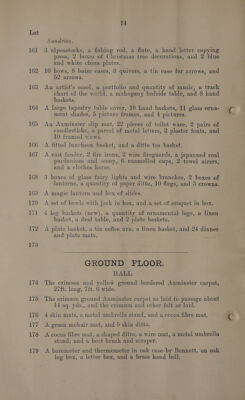 14
Lot
Sundries.
161 3 alpenstocks, a fishing rod, a flute, a hand letter copying
press, 2 boxes of Christmas tree decorations, and 2 blue
and white china plates.
162 10 bows, 8 baize cases, 3 quivers, a tin case for arrows, and
52 arrows.
163 An artist's easel, a portfolio and quantity of music, a track
chart of the world, a mahogany bedside table, and 8 hand
baskets.
164 A large tapestry table cover, 10 hand baskets, 11 glass orna-
ment shades, 5 picture frames, and 4 pictures.
165 An Axminster slip mat, 22 pieces of toilet ware, 2 pairs of
candlesticks, a parcel of metal letters, 2 plaster fonts, and
10 framed views.
166 A fitted luncheon basket, and a ditto tea basket.
167 A cast fender, 2 fire irons, 2 wire fireguards, a japanned coal
purdonium and scoop, 6 enamelled cups, 2 towel airers,
and a clothes horse.
168 3 boxes of glass fairy lights and wire branches, 2 boxes of
lanterns, a quantity of paper ditto, 10 flags, and 3 crowns.
169 A magic lantern and box of slides.
170 A set of bowls with jack in box, and a set of croquet in box.
171 4 log baskets (new), a quantity of ornamental legs, a linen
basket, a deal table, and 2 plate baskets.
172 A plate basket, a tin coffee urn, a linen basket, and 24 dinner
and plate mats.
173
GROUND FLOOR.
HALL
174 The crimson and yellow ground bordered Axminster carpet,
27ft. long, 7ft. 6 wide.
175 The crimson ground Axminster carpet as laid to passage about
14 sq. yds., and the crimson and other felt as laid.
176 4 skin mats, a metal umbrella stand, and a cocoa fibre mat.
177 A green mohair mat, and 5 skin ditto.
178 A cocoa fibre mat, a shaped ditto, a wire mat, a metal umbrella
stand, and a boot brush and scraper.
179 A barometer and thermometer in oak case by Bennett, an oak
log box, a letter box, and a brass hand bell.